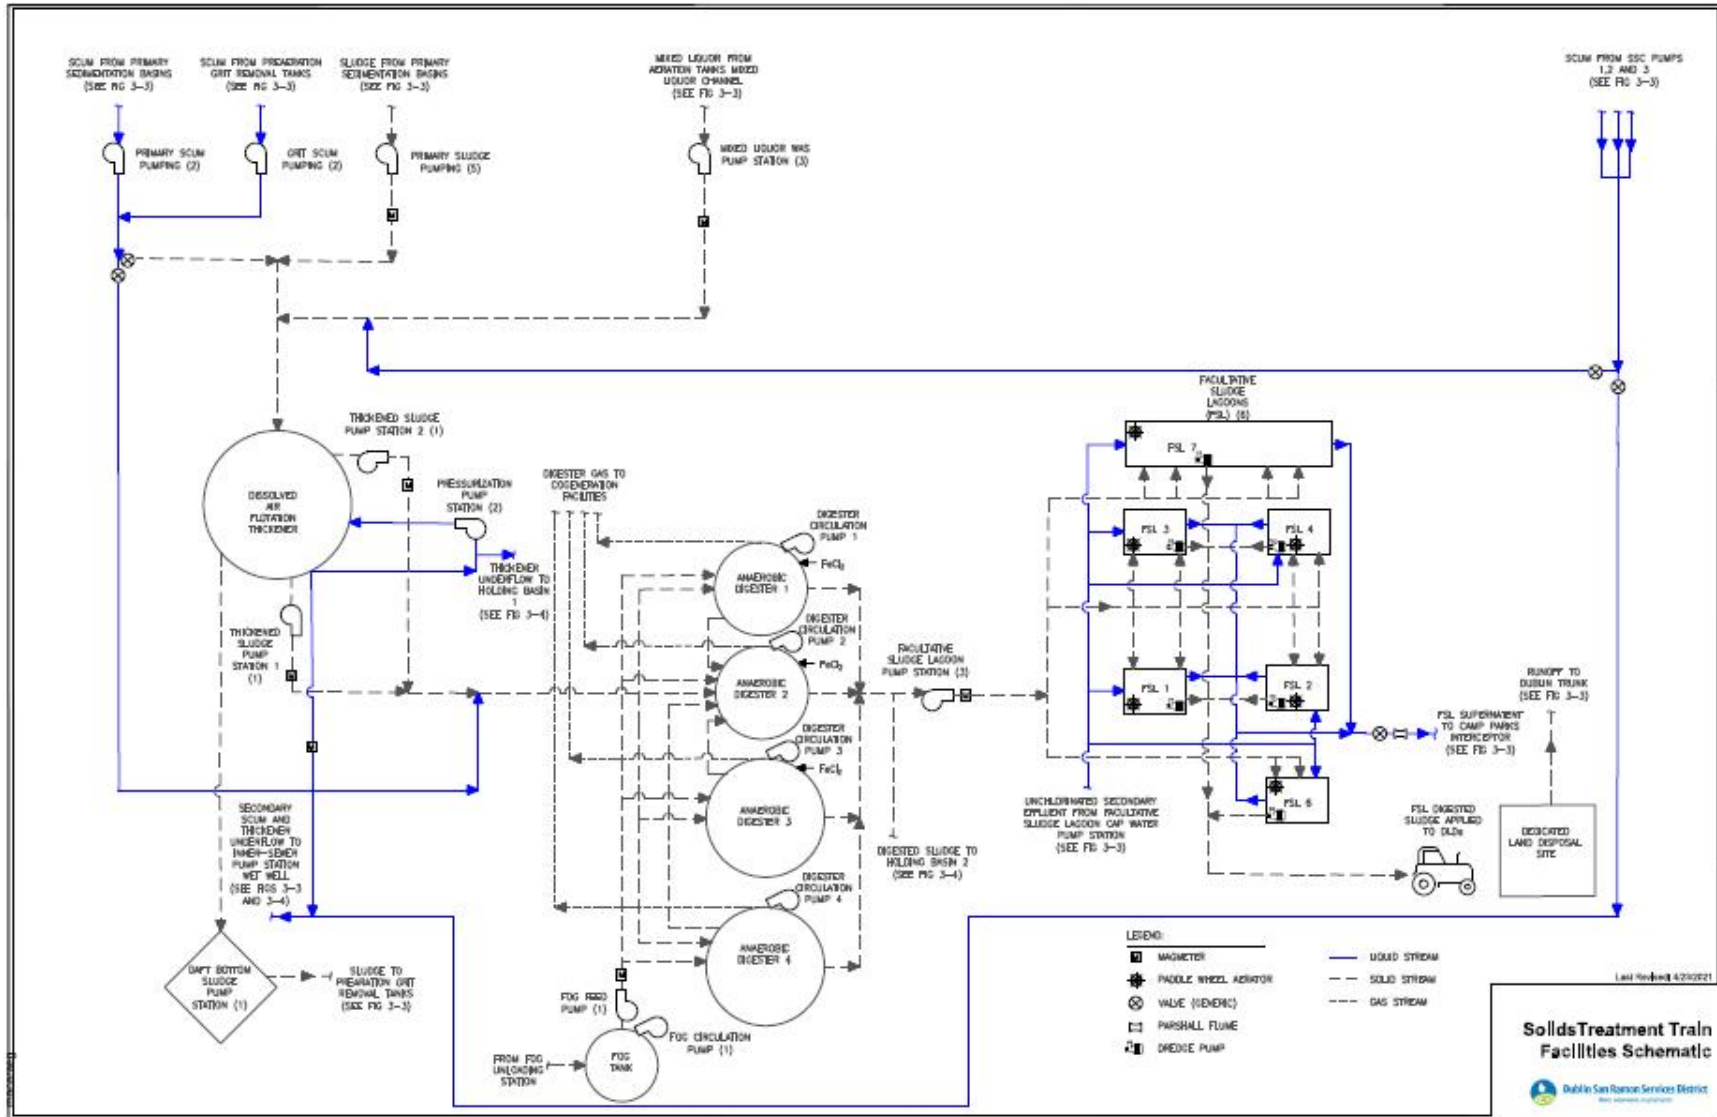 SCUM FROM PRIMARY
SEDIMENTATION BASINS
(SEE FIG 3-3)
SCUM FROM PREAERATION
GRIT REMOVAL TANKS
(SEE FIG 3-3)
SLUDGE FROM PRIMARY
SEDIMENTATION BASINS
(SEE FIG 3-3)
MIXED LIQUOR FROM
AERATION TANKS MIXED
LIQUOR CHANNEL
(SEE FIG 3-3)
SCUM FROM SSC PUMPS
1,2 AND 3
(SEE FIG 3-3)
PRIMARY SCUM
PUMPING (2)
GRIT SCUM
PUMPING (2)
PRIMARY SLUDGE
PUMPING (5)
MIXED LIQUOR WAS
PUMP STATION (3)
THICKENED SLUDGE
PUMP STATION 2 (1)
DISSOLVED
AIR
FLOTATION
THICKENER
PRESSURIZATION
PUMP
STATION (2)
THICKENER
UNDERFLOW TO
HOLDING BASIN
1
(SEE FIG 3-4)
THICKENED
SLUDGE
PUMP
STATION 1
(1)
DIGESTER GAS TO
COGENERATION
FACILITIES
DIGESTER
CIRCULATION
PUMP 1
FeCl₂
ANAEROBIC
DIGESTER 1
DIGESTER
CIRCULATION
PUMP 2
FeCl₂
ANAEROBIC
DIGESTER 2
DIGESTER
CIRCULATION
PUMP 3
FeCl₂
ANAEROBIC
DIGESTER 3
DIGESTER
CIRCULATION
PUMP 4
ANAEROBIC
DIGESTER 4
FACULTATIVE
SLUDGE LAGOON
PUMP STATION (3)
DIGESTED SLUDGE TO
HOLDING BASIN 2
(SEE FIG 3-4)
FACULTATIVE
SLUDGE
LAGOONS
(FSL) (6)
FSL 7
FSL 3
FSL 4
FSL 1
FSL 2
FSL 6
UNCHLORINATED SECONDARY
EFFLUENT FROM FACULTATIVE
SLUDGE LAGOON CAP WATER
PUMP STATION
(SEE FIG 3-3)
RUNOFF TO
DUBLIN TRUNK
(SEE FIG 3-3)
FSL SUPERNATENT
TO CAMP PARKS
INTERCEPTOR
(SEE FIG 3-3)
FSL DIGESTED
SLUDGE APPLIED
TO DLDs
DEDICATED
LAND DISPOSAL
SITE
SECONDARY
SCUM AND
THICKENER
UNDERFLOW TO
INNER-SEWER
PUMP STATION
WET WELL
(SEE FIGS 3-3
AND 3-4)
DAFT BOTTOM
SLUDGE
PUMP
STATION (1)
SLUDGE TO
PREARATION GRIT
REMOVAL TANKS
(SEE FIG 3-3)
FOG FEED
PUMP (1)
FOG CIRCULATION
PUMP (1)
FROM FOG
UNLOADING
STATION
FOG
TANK
LEGEND:
M MAGMETER
PADDLE WHEEL AERATOR
VALVE (GENERIC)
PARSHALL FLUME
DREDGE PUMP
LIQUID STREAM
SOLID STREAM
GAS STREAM
Last Revised: 4/23/2021
Solids Treatment Train
Facilities Schematic
Dublin San Ramon Services District